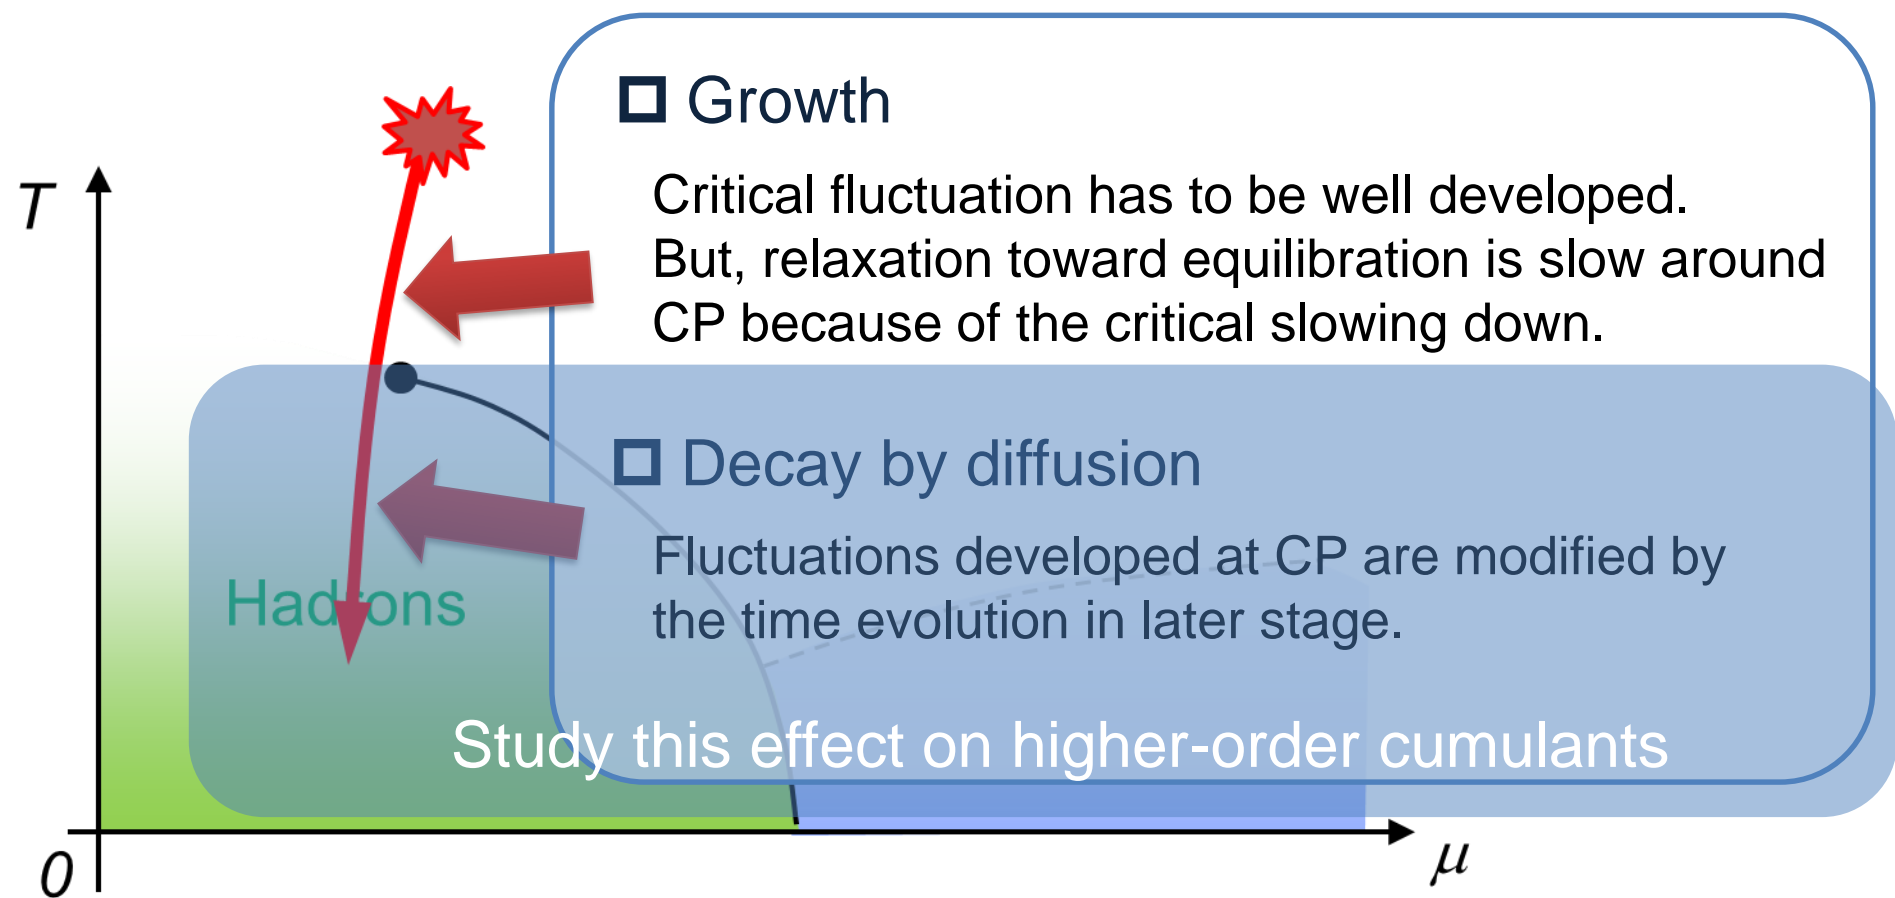 Growth
Critical fluctuation has to be well developed.
But, relaxation toward equilibration is slow around
CP because of the critical slowing down.
T
Decay by diffusion
Fluctuations developed at CP are modified by
the time evolution in later stage.
Hadrons
Study this effect on higher-order cumulants
0
μ